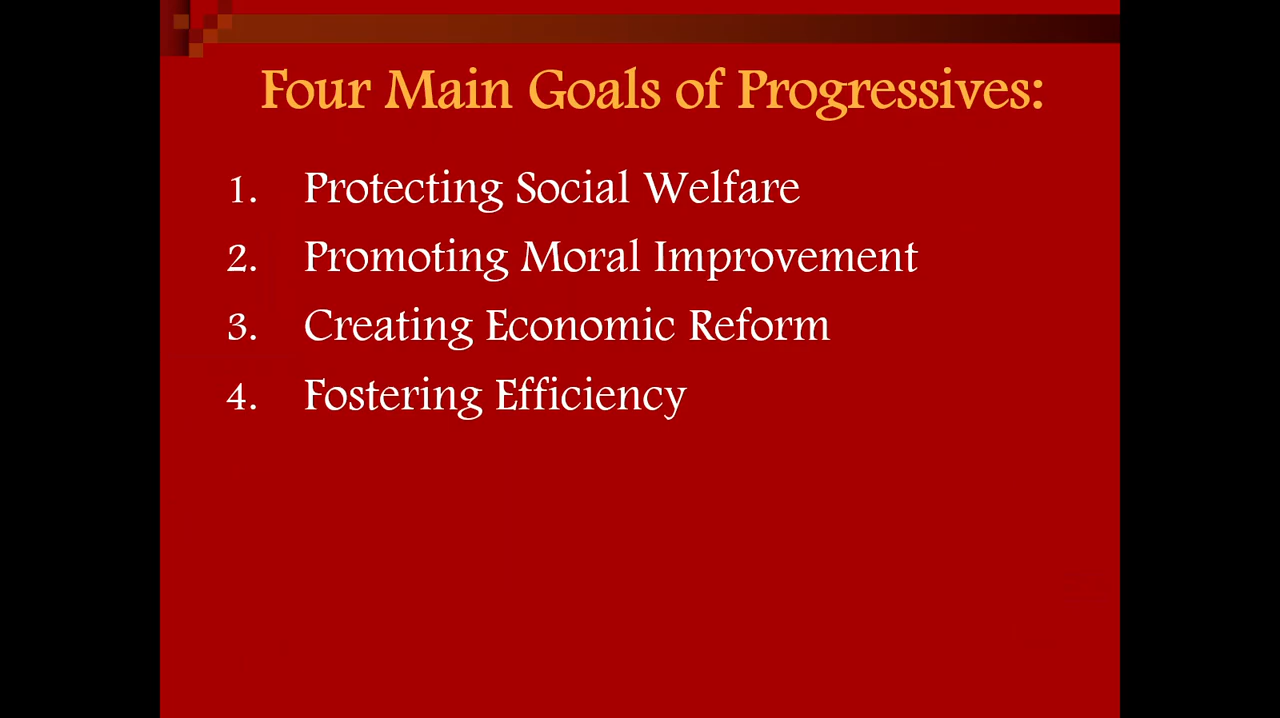 Four Main Goals of Progressives:
1. Protecting Social Welfare
2. Promoting Moral Improvement
3. Creating Economic Reform
4. Fostering Efficiency